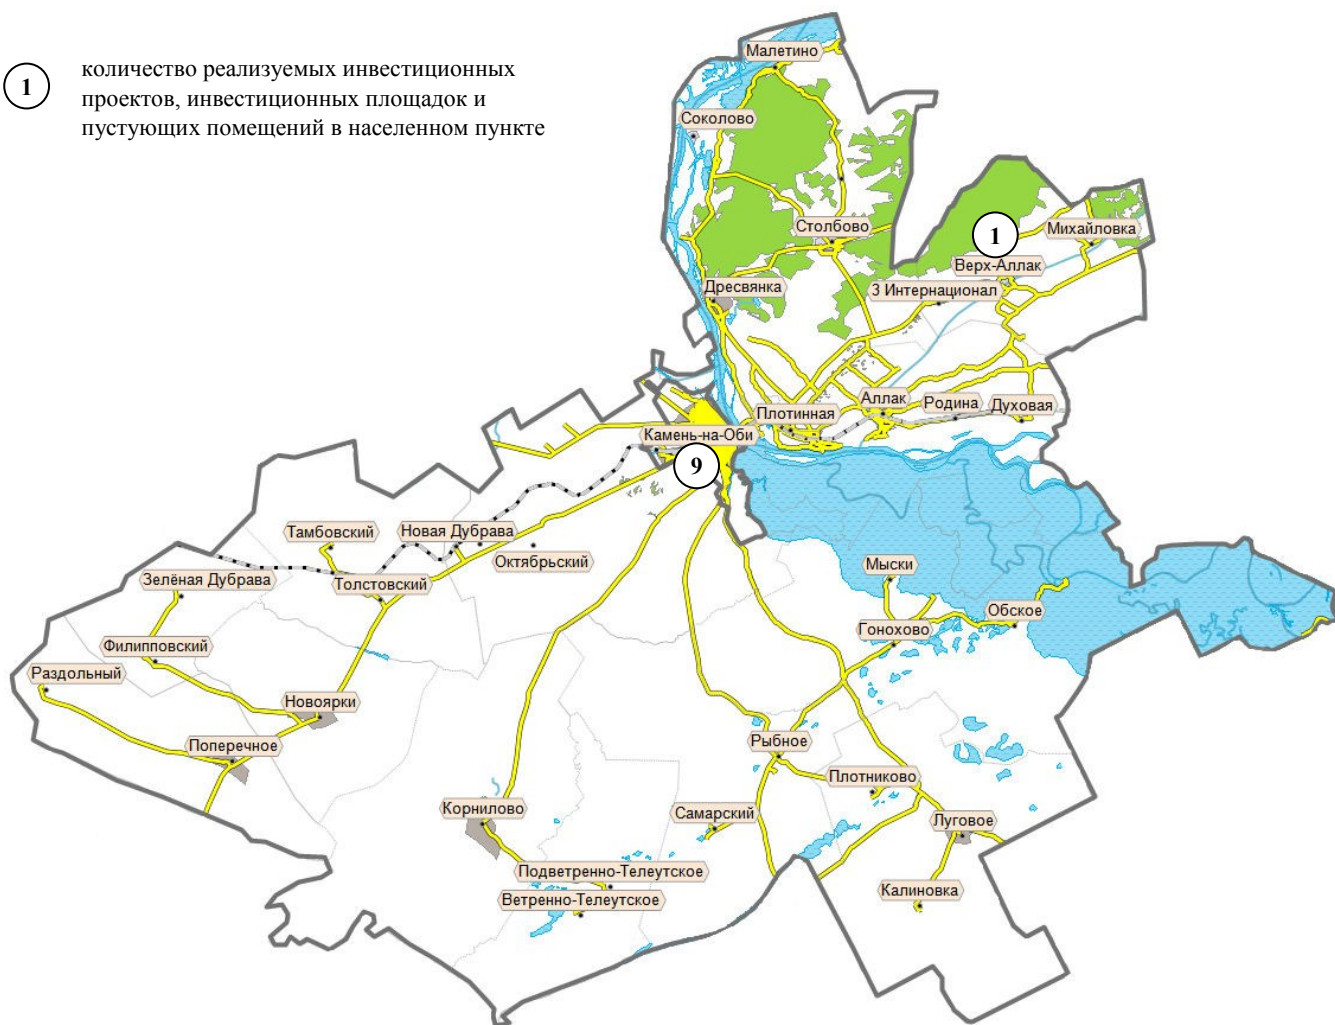 1
количество реализуемых инвестиционных
проектов, инвестиционных площадок и
пустующих помещений в населенном пункте
Малетино
Соколово
Столбово
1
Михайловка
Верх-Аллак
Дресвянка
3 Интернационал
Аллак
Родина
Духовая
Плотинная
Камень-на-Оби
9
Тамбовский
Новая Дубрава
Октябрьский
Мыски
Зелёная Дубрава
Толстовский
Обское
Гонохово
Филипповский
Раздольный
Новоярки
Поперечное
Рыбное
Плотниково
Корнилово
Самарский
Луговое
Подветренно-Телеутское
Калиновка
Ветренно-Телеутское